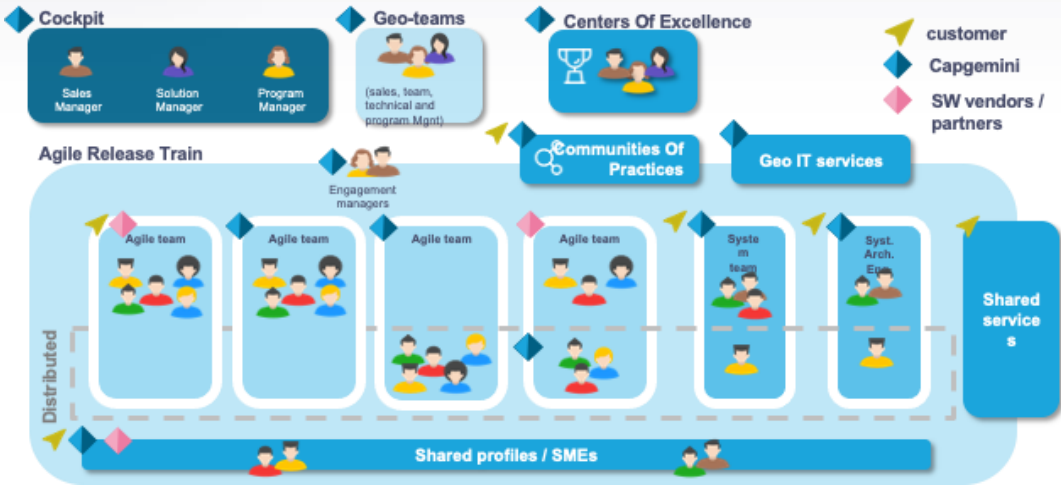 Cockpit
Sales
Manager
Solution
Manager
Program
Manager
Geo-teams
(sales, team,
technical and
program Mgnt)
Centers Of Excellence
customer
Capgemini
SW vendors /
partners
Agile Release Train
Engagement
managers
Communities Of
Practices
Geo IT services
Agile team
Agile team
Agile team
Agile team
Syste
m
team
Syst.
Arch.
Shared
service
s
Distributed
Shared profiles / SMEs